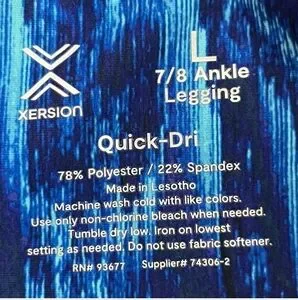 L
7/8 Ankle
Legging
XERSION
Quick-Dri
78% Polyester / 22% Spandex
Made in Lesotho
Machine wash cold with like colors.
Use only non-chlorine bleach when needed.
Tumble dry low. Iron on lowest
setting as needed. Do not use fabric softener.
RN# 93677 Supplier# 74306-2